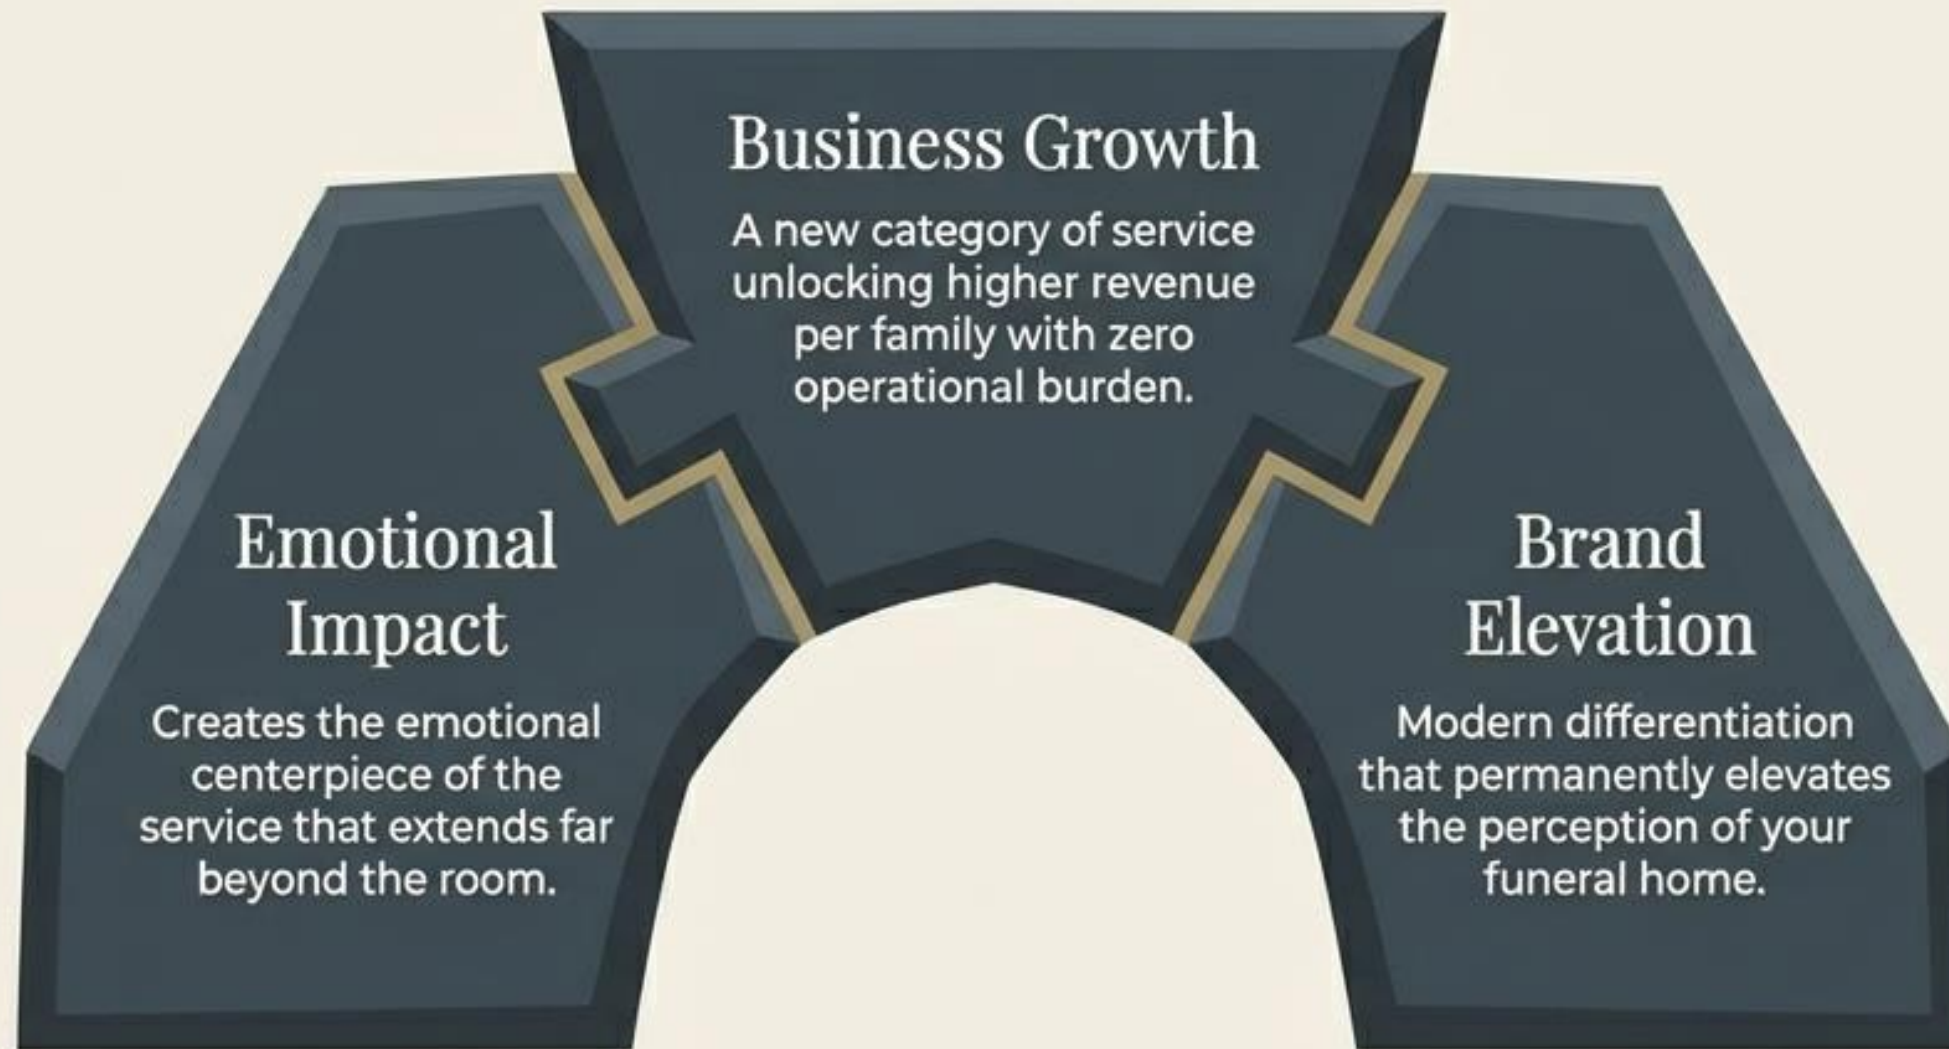 Business Growth
A new category of service
unlocking higher revenue
per family with zero
operational burden.
Emotional
Impact
Creates the emotional
centerpiece of the
service that extends far
beyond the room.
Brand
Elevation
Modern differentiation
that permanently elevates
the perception of your
funeral home.